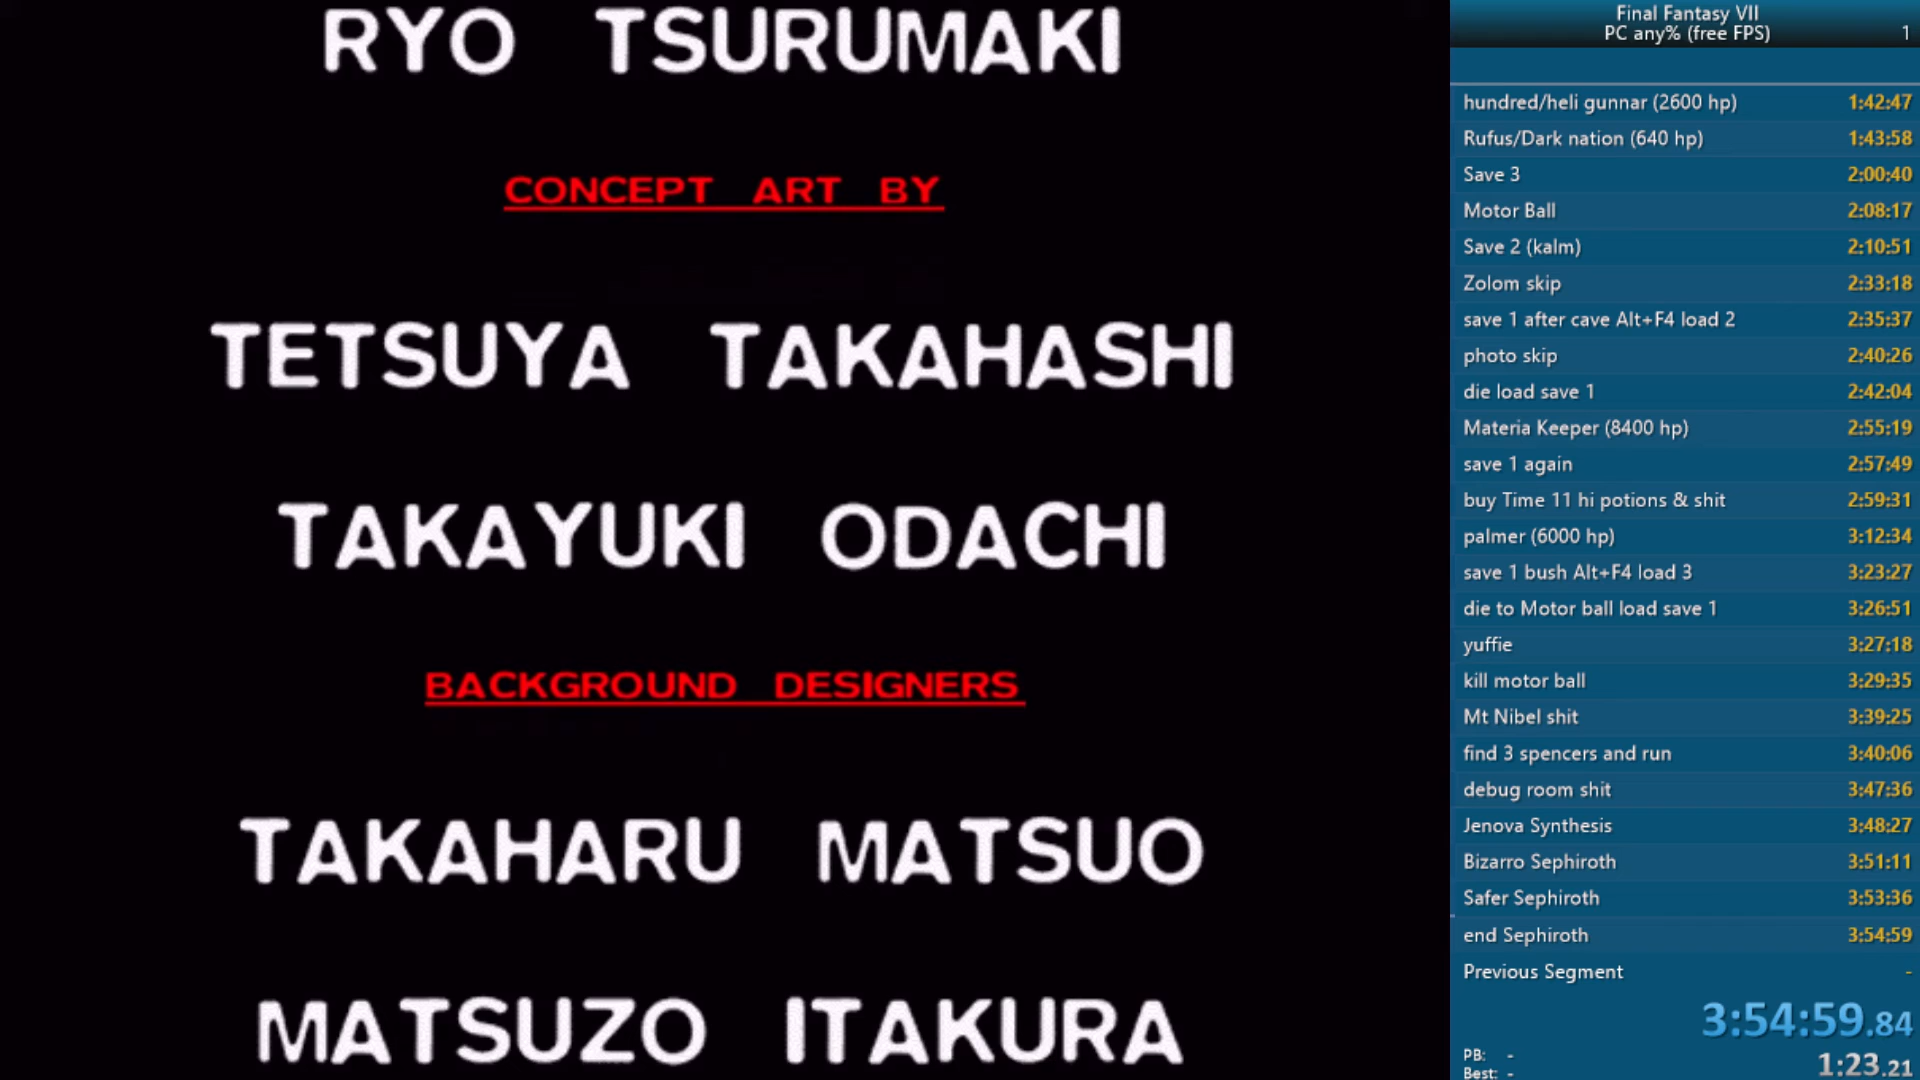 RYO TSURUMAKI
CONCEPT ART BY
TETSUYA TAKAHASHI
TAKAYUKI ODACHI
BACKGROUND DESIGNERS
TAKAHARU MATSUO
MATSUZO ITAKURA
Final Fantasy VII
PC any% (free FPS) 1
hundred/heli gunnar (2600 hp) 1:42:47
Rufus/Dark nation (640 hp) 1:43:58
Save 3 2:00:40
Motor Ball 2:08:17
Save 2 (kalm) 2:10:51
Zolom skip 2:33:18
save 1 after cave Alt+F4 load 2 2:35:37
photo skip 2:40:26
die load save 1 2:42:04
Materia Keeper (8400 hp) 2:55:19
save 1 again 2:57:49
buy Time 11 hi potions & shit 2:59:31
palmer (6000 hp) 3:12:34
save 1 bush Alt+F4 load 3 3:23:27
die to Motor ball load save 1 3:26:51
yuffie 3:27:18
kill motor ball 3:29:35
Mt Nibel shit 3:39:25
find 3 spencers and run 3:40:06
debug room shit 3:47:36
Jenova Synthesis 3:48:27
Bizarro Sephiroth 3:51:11
Safer Sephiroth 3:53:36
end Sephiroth 3:54:59
Previous Segment -
3:54:59.84
PB: -
Best: -
1:23.21